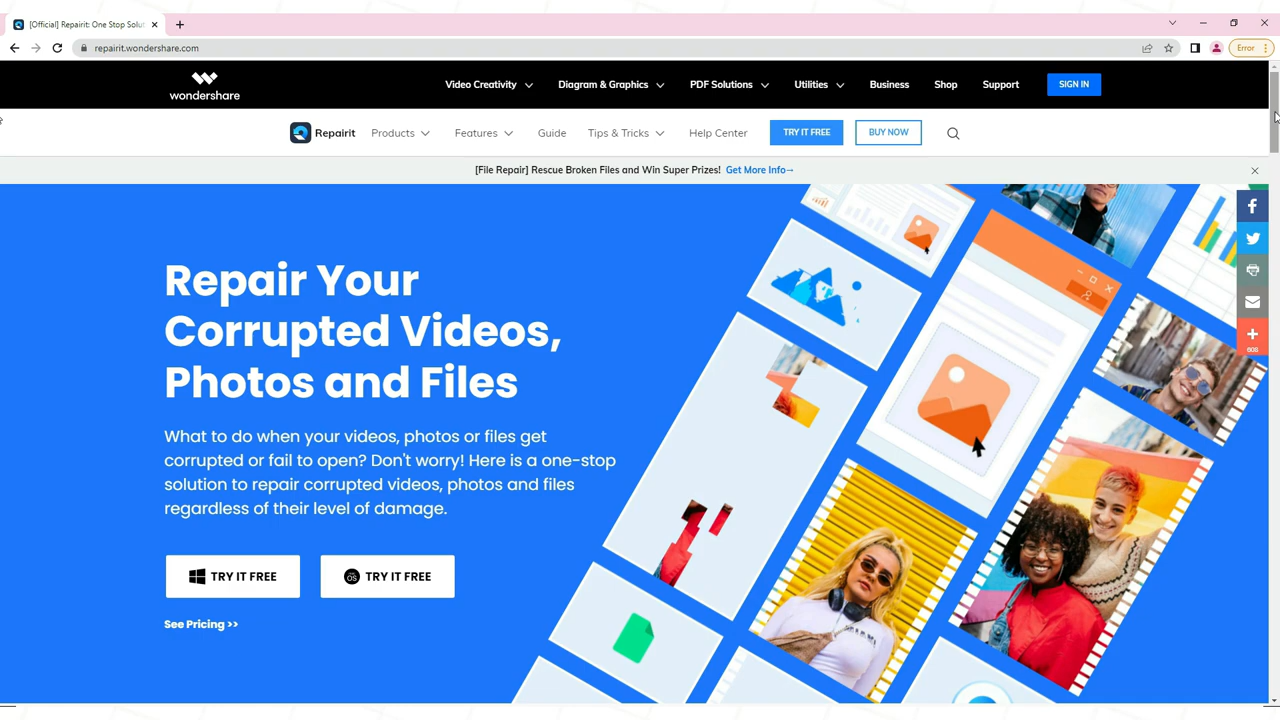 [Official] Repairit: One Stop Solut
repairit.wondershare.com
Error
wondershare
Video Creativity
Diagram & Graphics
PDF Solutions
Utilities
Business
Shop
Support
SIGN IN
Repairit
Products
Features
Guide
Tips & Tricks
Help Center
TRY IT FREE
BUY NOW
[File Repair] Rescue Broken Files and Win Super Prizes! Get More Info→
Repair Your
Corrupted Videos,
Photos and Files
What to do when your videos, photos or files get
corrupted or fail to open? Don't worry! Here is a one-stop
solution to repair corrupted videos, photos and files
regardless of their level of damage.
TRY IT FREE
TRY IT FREE
See Pricing >>
608